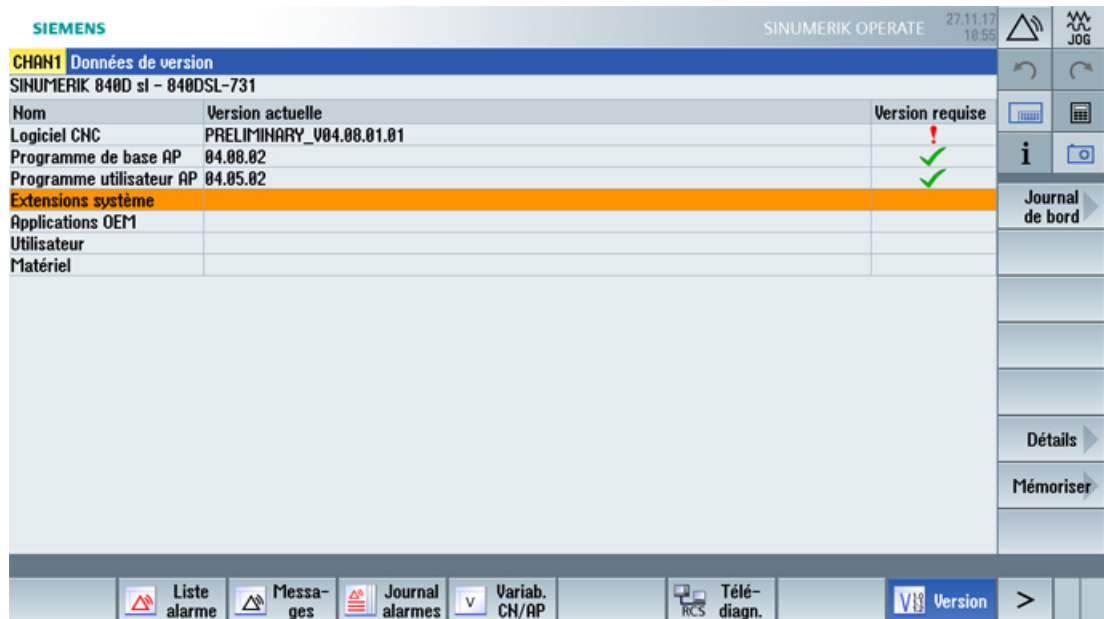 SIEMENS
SINUMERIK OPERATE
27.11.17
10:55
JOG
CHAN1 Données de version
SINUMERIK 840D sl - 840DSL-731
Nom Version actuelle Version requise
Logiciel CNC PRELIMINARY_V04.08.01.01 !
Programme de base AP 04.08.02
Programme utilisateur AP 04.05.02
Extensions système
Applications OEM
Utilisateur
Matériel
i
Journal
de bord
Détails
Mémoriser
Liste
alarme
Messa-
ges
Journal
alarmes
V
Variab.
CN/AP
RCS
Télé-
diagn.
Version
>